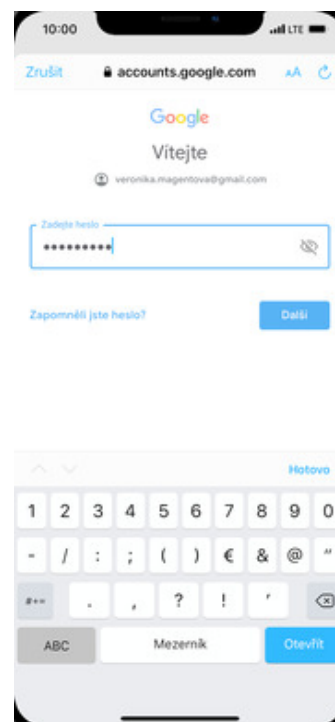 10:00 LTE
Zrušit accounts.google.com AA
Google
Vítejte
veronika.magentova@gmail.com
Zadejte heslo
•••••••••
Zapomněli jste heslo? Další
Hotovo
1 2 3 4 5 6 7 8 9 0
- / : ; ( ) € & @ "
#+= . , ? ! '
ABC Mezerník Otevřít